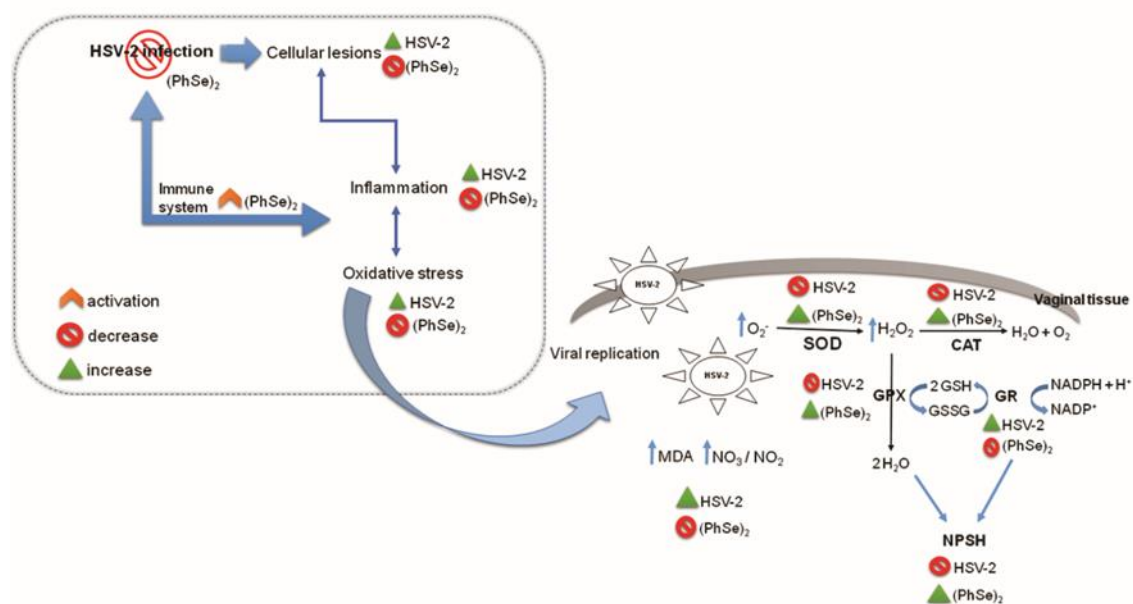 HSV-2 infection
(PhSe)₂
Cellular lesions
HSV-2
(PhSe)₂
Immune
system
(PhSe)₂
Inflammation
HSV-2
(PhSe)₂
Oxidative stress
HSV-2
(PhSe)₂
activation
decrease
increase
HSV-2
Viral replication
HSV-2
Vaginal tissue
O₂⁻
HSV-2
(PhSe)₂
SOD
H₂O₂
HSV-2
(PhSe)₂
CAT
H₂O + O₂
HSV-2
(PhSe)₂
GPX
2GSH
GSSG
GR
NADPH + H⁺
NADP⁺
HSV-2
(PhSe)₂
2H₂O
MDA
NO₃ / NO₂
HSV-2
(PhSe)₂
NPSH
HSV-2
(PhSe)₂